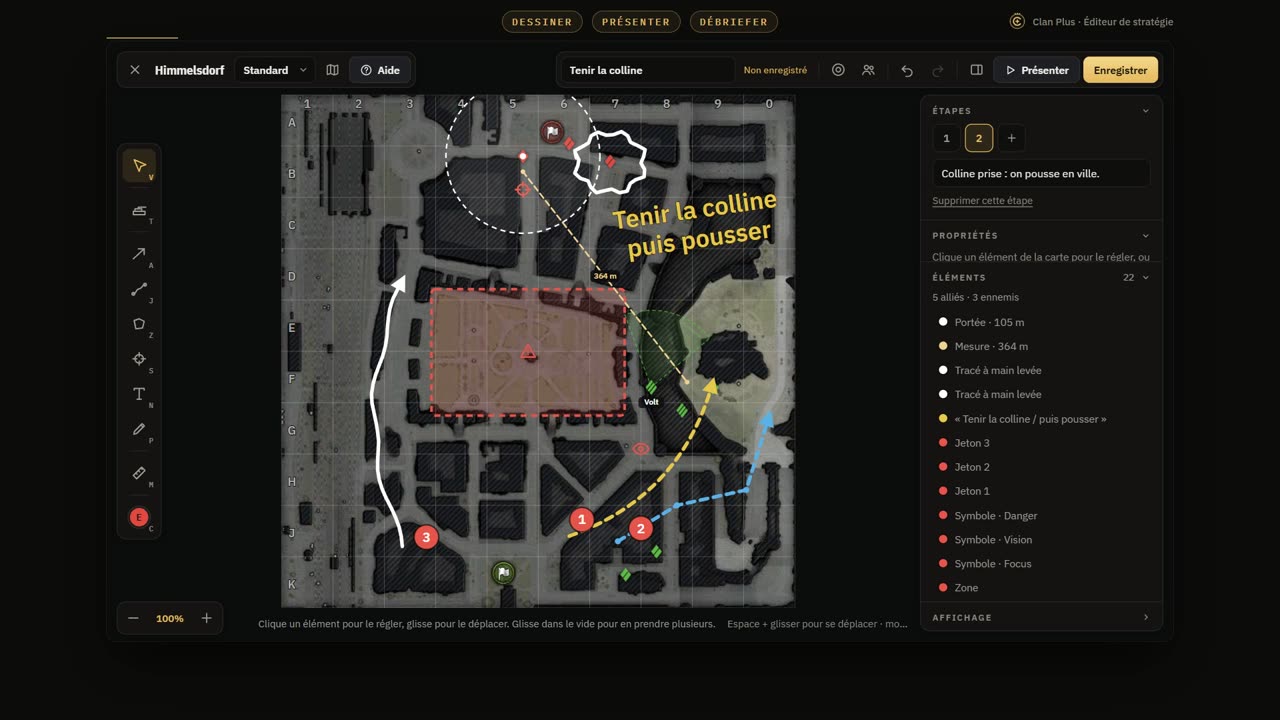 DESSINER
PRÉSENTER
DÉBRIEFER
Clan Plus · Éditeur de stratégie
Himmelsdorf
Standard
Aide
Tenir la colline
Non enregistré
Présenter
Enregistrer
1 2 3 4 5 6 7 8 9 0
A
B
C
D
E
F
G
H
J
K
Tenir la colline
puis pousser
364 m
Volt
1
2
3
V
T
A
J
Z
S
N
P
M
E
C
100%
Clique un élément pour le régler, glisse pour le déplacer. Glisse dans le vide pour en prendre plusieurs.
Espace + glisser pour se déplacer · mo...
ÉTAPES
1
2
+
Colline prise : on pousse en ville.
Supprimer cette étape
PROPRIÉTÉS
Clique un élément de la carte pour le régler, ou
ÉLÉMENTS
22
5 alliés · 3 ennemis
Portée · 105 m
Mesure · 364 m
Tracé à main levée
Tracé à main levée
« Tenir la colline / puis pousser »
Jeton 3
Jeton 2
Jeton 1
Symbole · Danger
Symbole · Vision
Symbole · Focus
Zone
AFFICHAGE